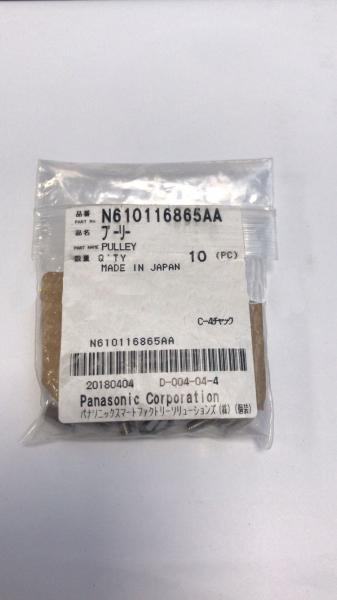 品番 N610116865AA
PART No.
品名 プーリー
PART NAME PULLEY
数量 Q'TY 10 (PC)
MADE IN JAPAN
C-4チャック
N610116865AA
20180404 D-004-04-4
Panasonic Corporation
パナソニックスマートファクトリーソリューションズ(株)